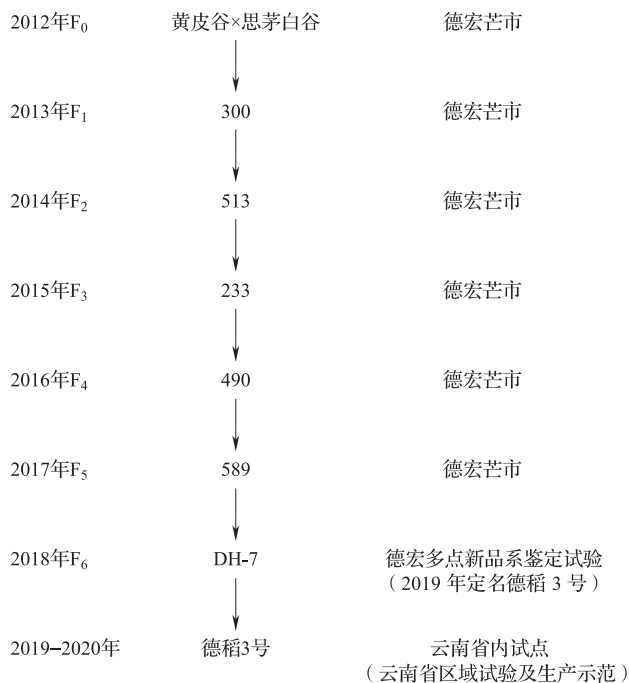 2012年F₀ 黄皮谷×思茅白谷 德宏芒市
2013年F₁ 300 德宏芒市
2014年F₂ 513 德宏芒市
2015年F₃ 233 德宏芒市
2016年F₄ 490 德宏芒市
2017年F₅ 589 德宏芒市
2018年F₆ DH-7 德宏多点新品系鉴定试验
（2019 年定名德稻 3 号）
2019–2020年 德稻3号 云南省内试点
（云南省区域试验及生产示范）